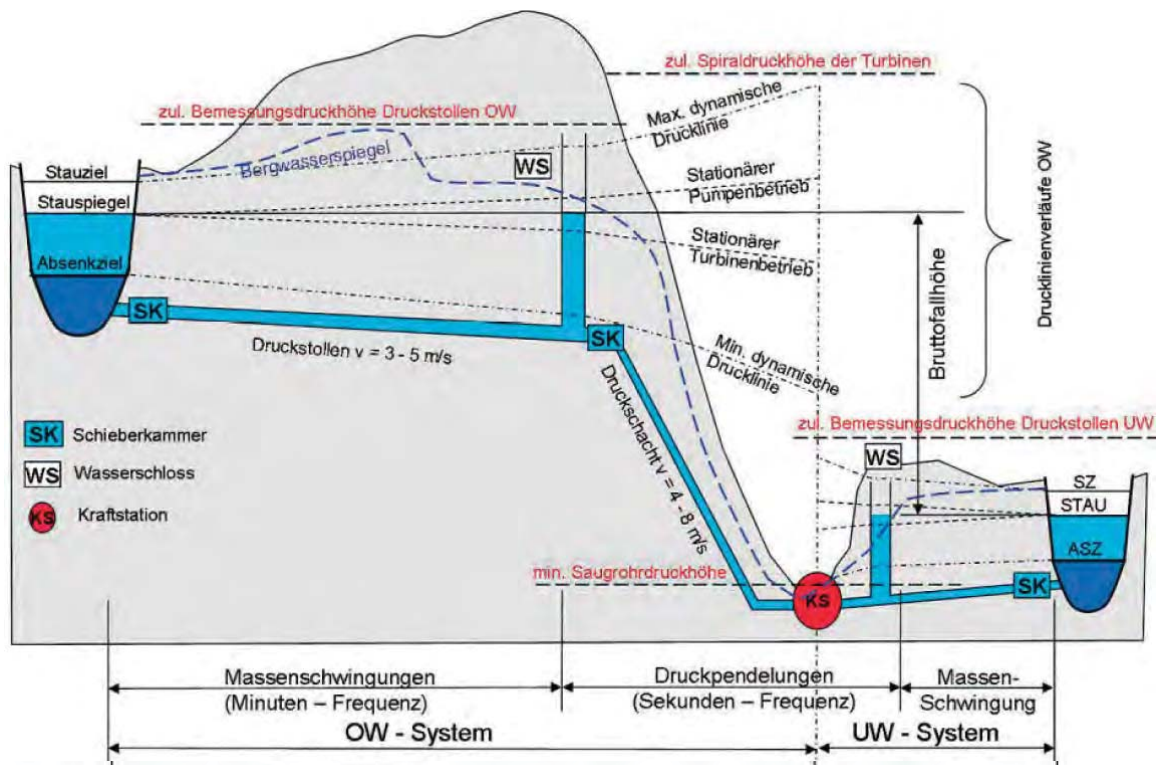 zul. Spiraldruckhöhe der Turbinen
zul. Bemessungsdruckhöhe Druckstollen OW
Max. dynamische
Drucklinie
Bergwasserspiegel
WS
Stauziel
Stationärer
Pumpenbetrieb
Stauspiegel
Stationärer
Turbinenbetrieb
Absenkziel
Bruttofallhöhe
Drucklinienverläufe OW
SK
SK
Druckstollen v = 3 - 5 m/s
Min. dynamische
Drucklinie
Druckschacht v = 4 - 8 m/s
zul. Bemessungsdruckhöhe Druckstollen UW
SK Schieberkammer
WS Wasserschloss
KS Kraftstation
WS
SZ
STAU
ASZ
min. Saugrohrdruckhöhe
KS
SK
Massenschwingungen
(Minuten – Frequenz)
Druckpendelungen
(Sekunden – Frequenz)
Massen-
Schwingung
OW - System
UW - System